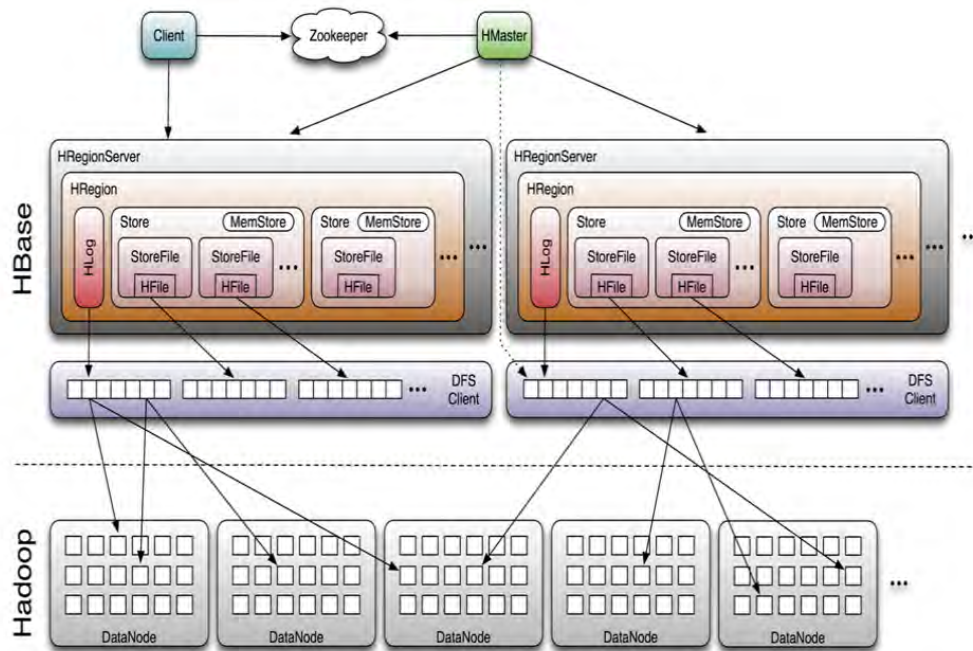 Client
Zookeeper
HMaster
HBase
HRegionServer
HRegion
HLog
Store
MemStore
StoreFile
HFile
StoreFile
HFile
...
Store
MemStore
StoreFile
HFile
...
...
HRegionServer
HRegion
HLog
Store
MemStore
StoreFile
HFile
StoreFile
HFile
...
Store
MemStore
StoreFile
HFile
...
...
...
...
DFS
Client
...
DFS
Client
Hadoop
DataNode
DataNode
DataNode
DataNode
DataNode
...